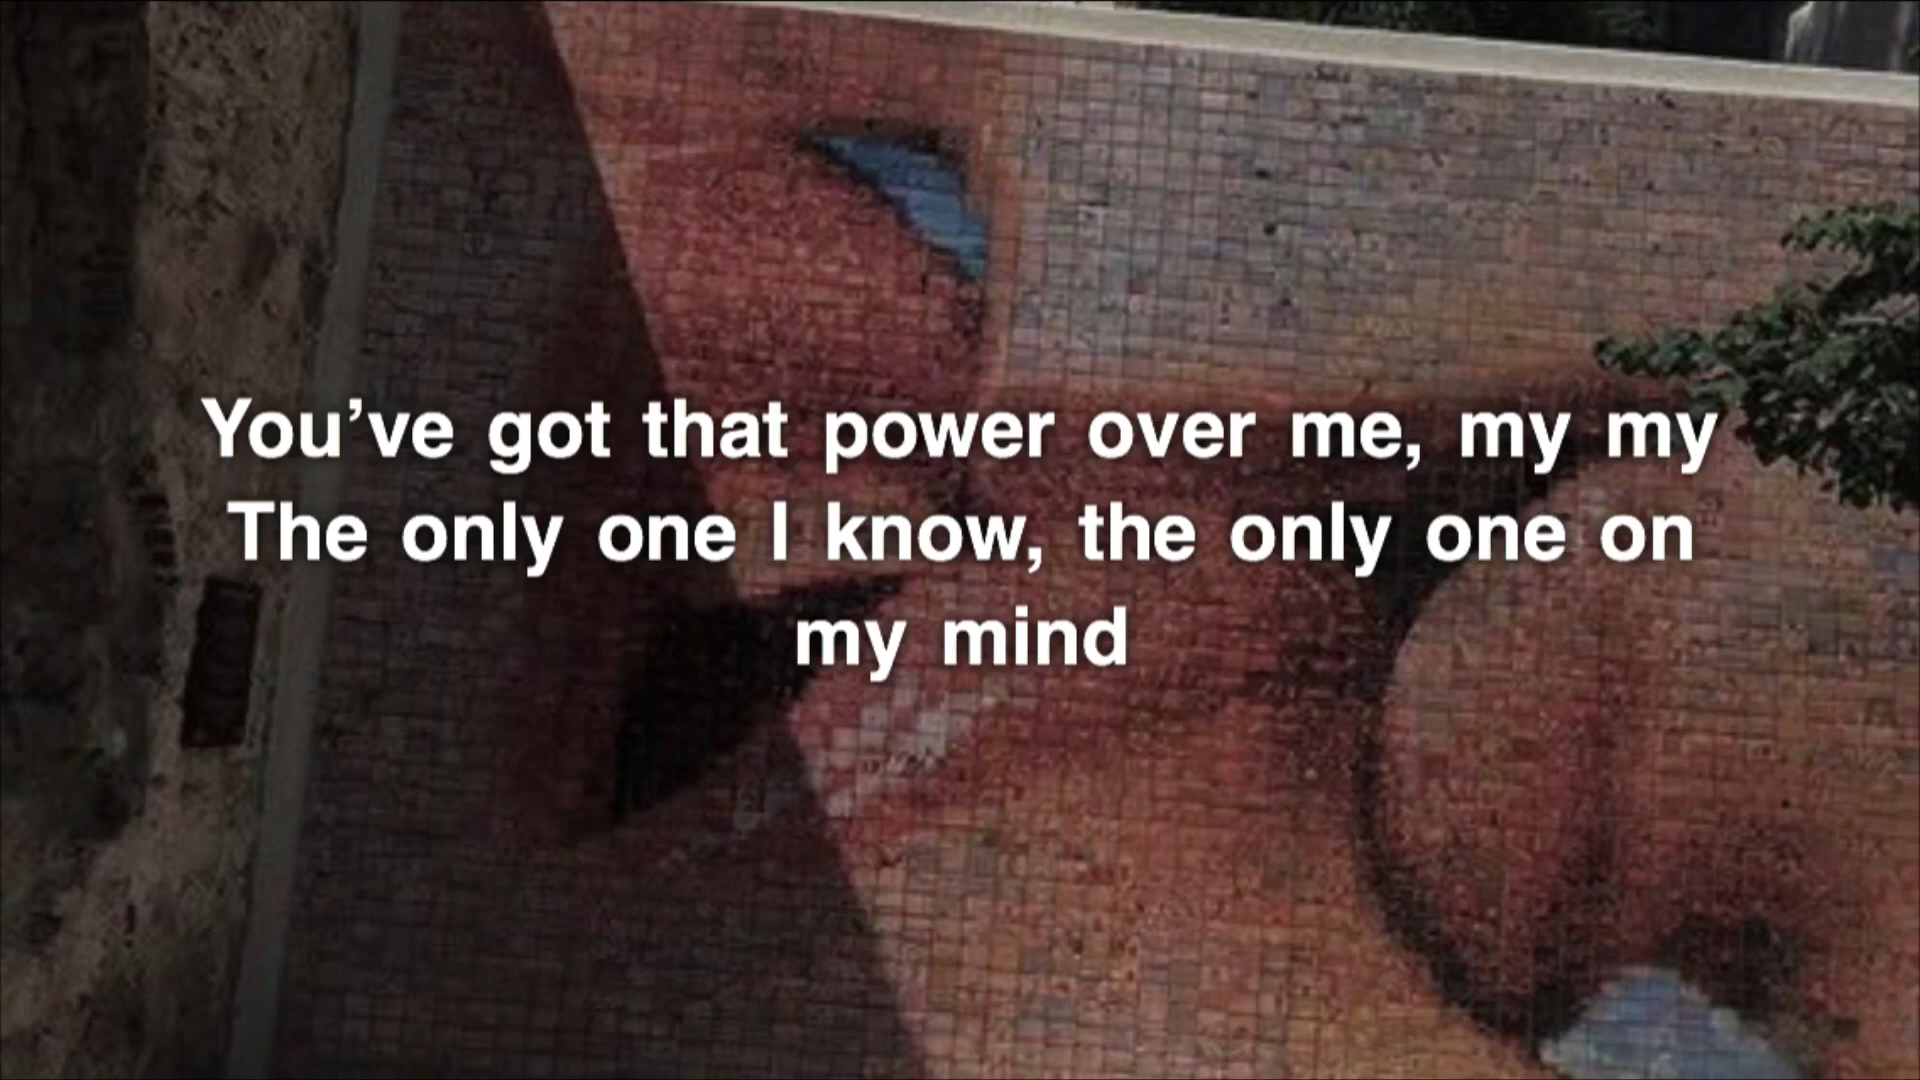 You’ve got that power over me, my my
The only one I know, the only one on
my mind